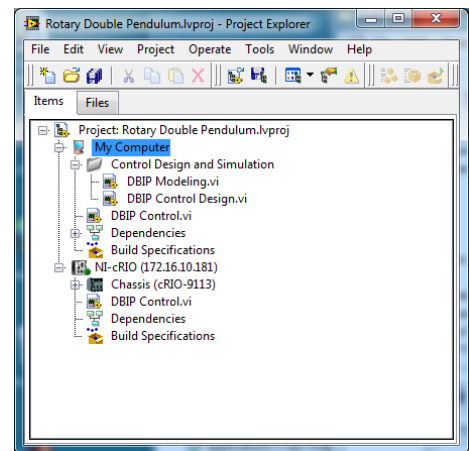 Rotary Double Pendulum.lvproj - Project Explorer
File Edit View Project Operate Tools Window Help
Items Files
Project: Rotary Double Pendulum.lvproj
My Computer
Control Design and Simulation
DBIP Modeling.vi
DBIP Control Design.vi
DBIP Control.vi
Dependencies
Build Specifications
NI-cRIO (172.16.10.181)
Chassis (cRIO-9113)
DBIP Control.vi
Dependencies
Build Specifications